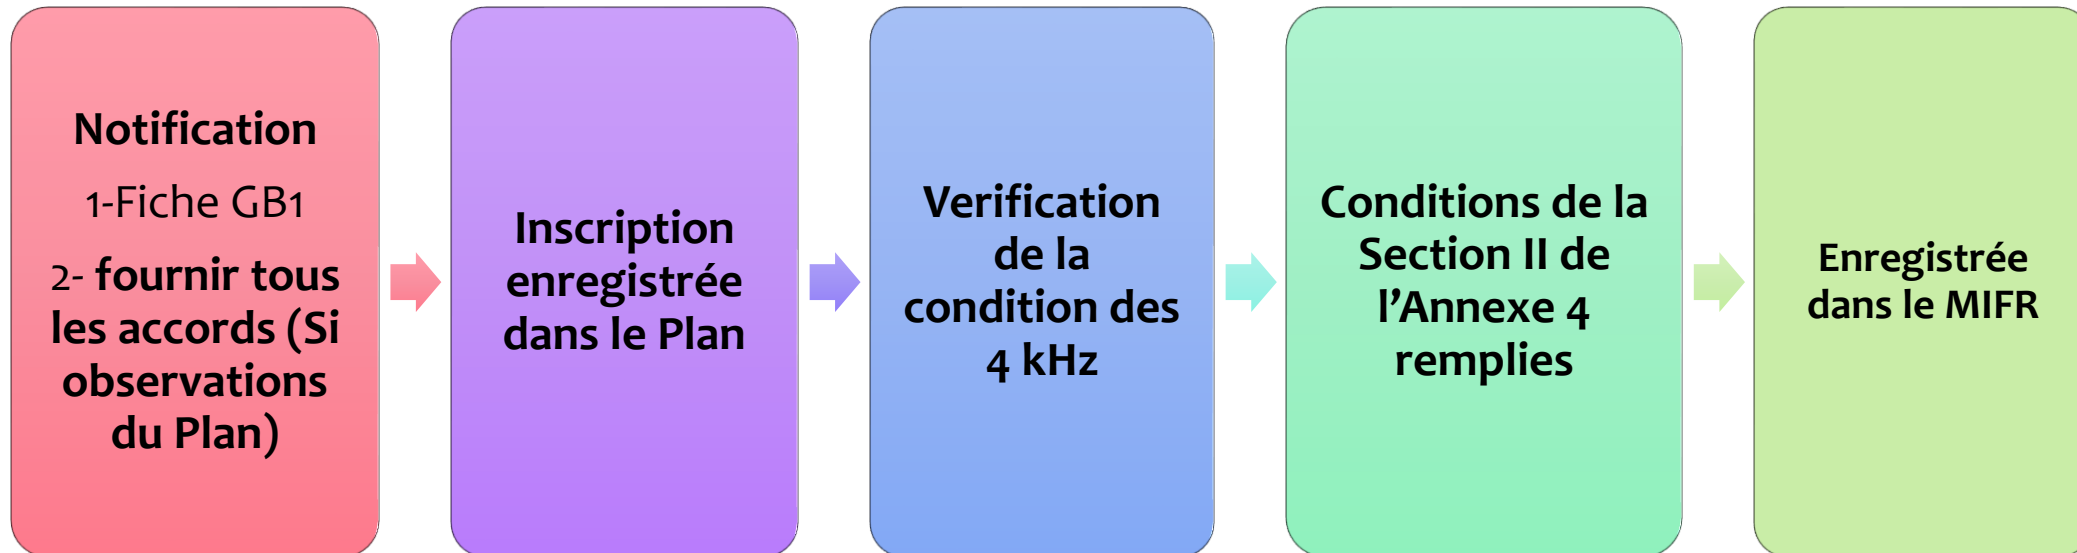 Notification
1-Fiche GB1
2- fournir tous
les accords (Si
observations
du Plan)
Inscription
enregistrée
dans le Plan
Verification
de la
condition des
4 kHz
Conditions de la
Section II de
l’Annexe 4
remplies
Enregistrée
dans le MIFR